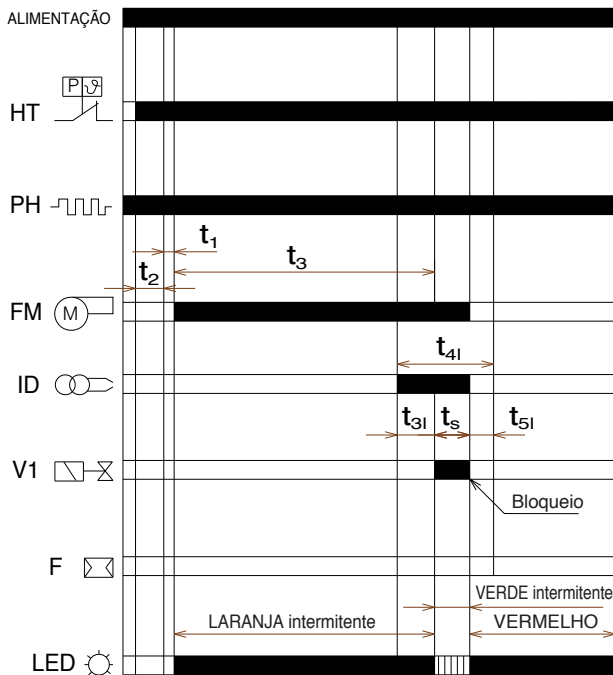 ALIMENTAÇÃO
P ϑ
HT
PH
t1
t3
t2
FM M
t4l
ID
t3l ts t5l
V1
Bloqueio
F
VERDE intermitente
LARANJA intermitente VERMELHO
LED